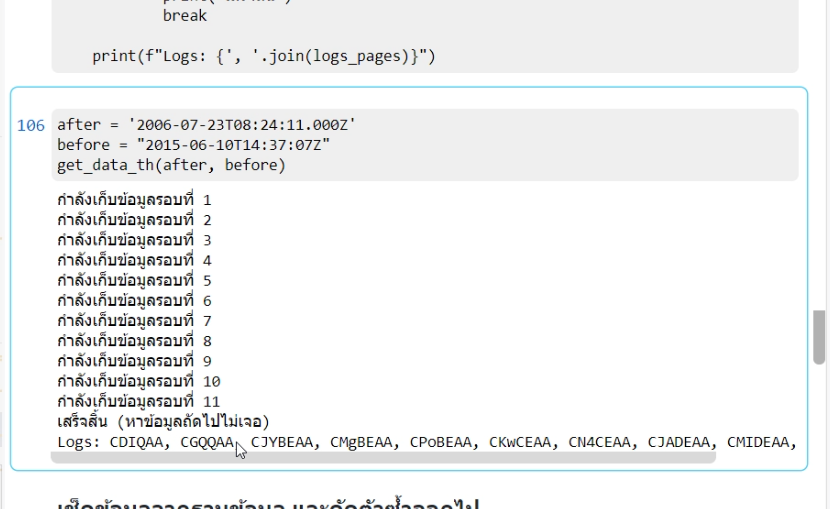 break
print(f"Logs: {', '.join(logs_pages)}")
106
after = '2006-07-23T08:24:11.000Z'
before = "2015-06-10T14:37:07Z"
get_data_th(after, before)
กำลังเก็บข้อมูลรอบที่ 1
กำลังเก็บข้อมูลรอบที่ 2
กำลังเก็บข้อมูลรอบที่ 3
กำลังเก็บข้อมูลรอบที่ 4
กำลังเก็บข้อมูลรอบที่ 5
กำลังเก็บข้อมูลรอบที่ 6
กำลังเก็บข้อมูลรอบที่ 7
กำลังเก็บข้อมูลรอบที่ 8
กำลังเก็บข้อมูลรอบที่ 9
กำลังเก็บข้อมูลรอบที่ 10
กำลังเก็บข้อมูลรอบที่ 11
เสร็จสิ้น (หาข้อมูลถัดไปไม่เจอ)
Logs: CDIQAA, CGQQAA, CJYBEAA, CMgBEAA, CPoBEAA, CKwCEAA, CN4CEAA, CJADEAA, CMIDEAA,